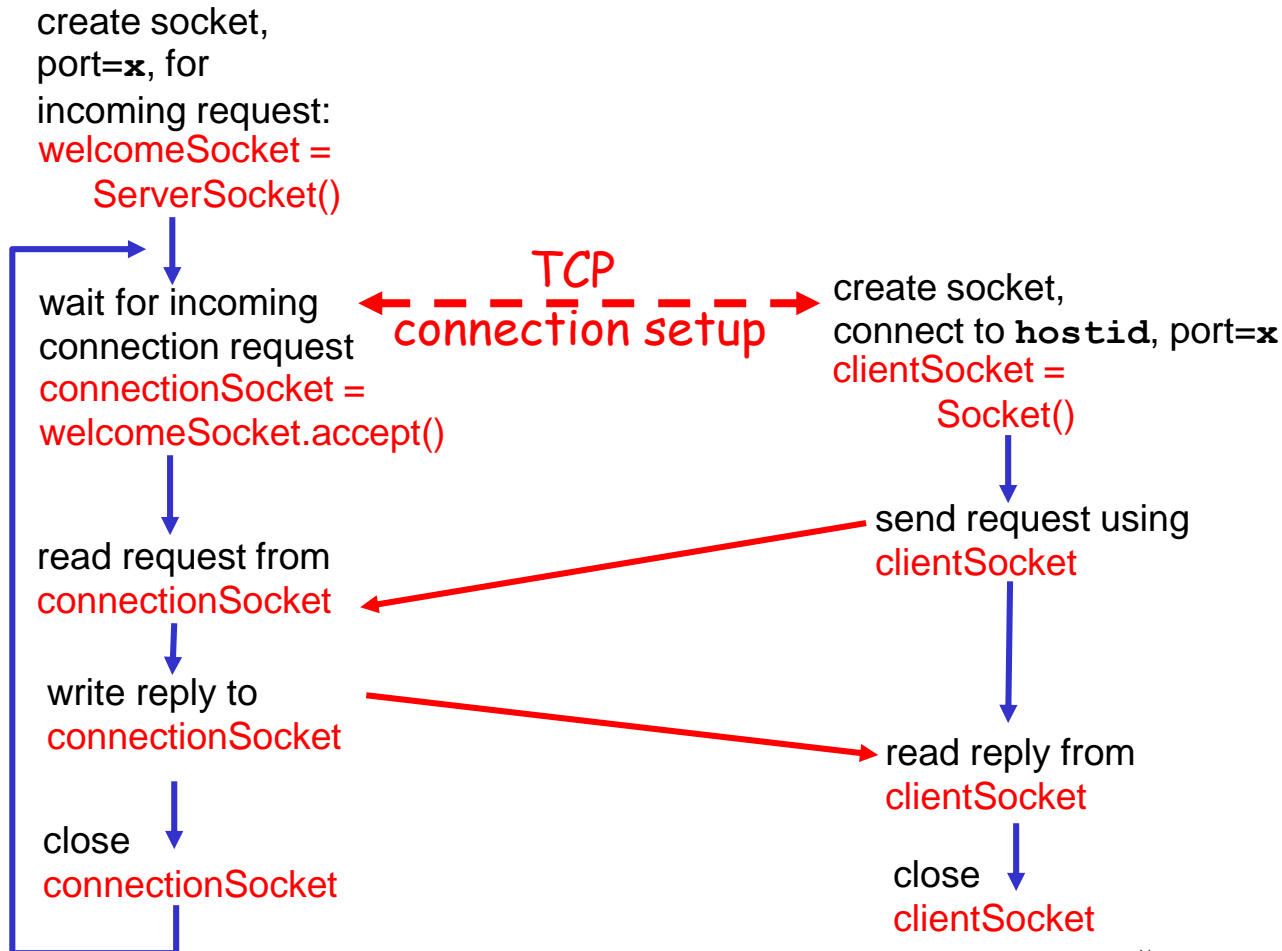 create socket,
port=x, for
incoming request:
welcomeSocket =
ServerSocket()
wait for incoming
connection request
connectionSocket =
welcomeSocket.accept()
read request from
connectionSocket
write reply to
connectionSocket
close
connectionSocket
TCP
connection setup
create socket,
connect to hostid, port=x
clientSocket =
Socket()
send request using
clientSocket
read reply from
clientSocket
close
clientSocket